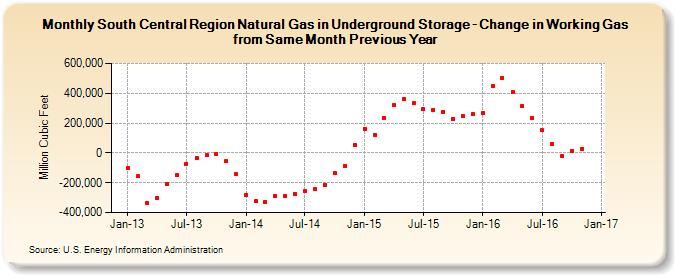 Monthly South Central Region Natural Gas in Underground Storage - Change in Working Gas
from Same Month Previous Year
Million Cubic Feet
600,000
400,000
200,000
0
-200,000
-400,000
Jan-13
Jul-13
Jan-14
Jul-14
Jan-15
Jul-15
Jan-16
Jul-16
Jan-17
Source: U.S. Energy Information Administration